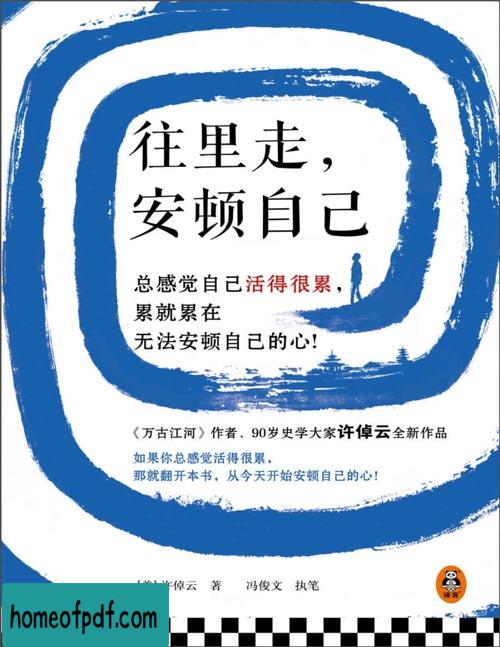 往里走，
安顿自己
总感觉自己活得很累，
累就累在
无法安顿自己的心！
《万古江河》作者、90岁史学大家许倬云全新作品
如果你总感觉活得很累，
那就翻开本书，从今天开始安顿自己的心！
许倬云 著 冯俊文 执笔
读客
homeofpdf.com